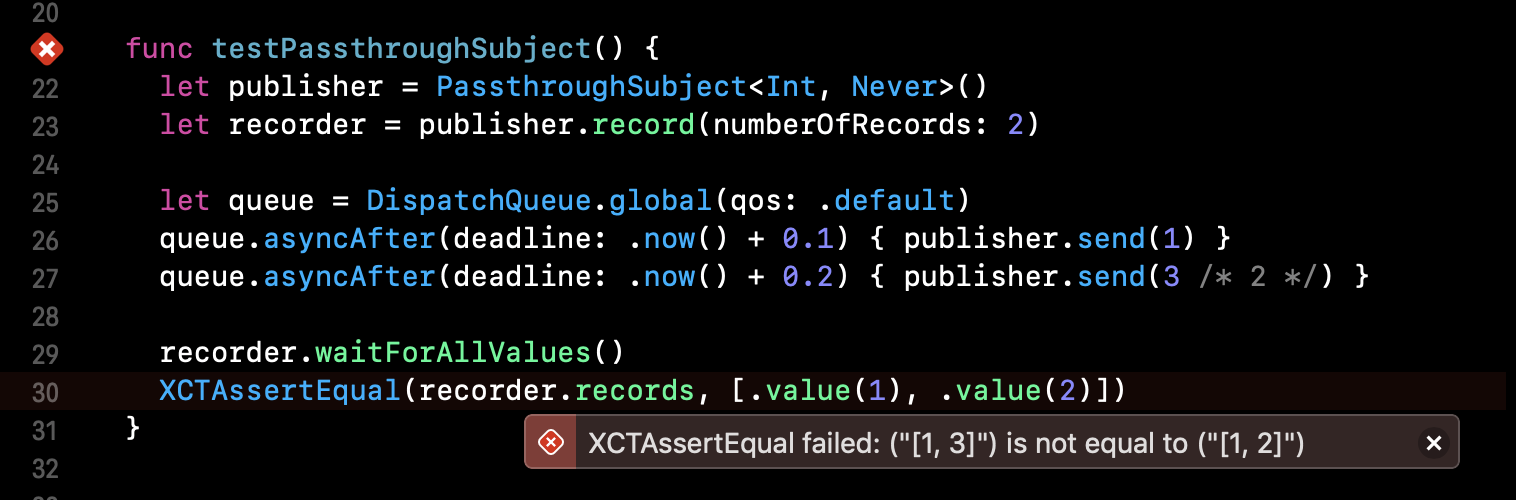 20
func testPassthroughSubject() {
22 let publisher = PassthroughSubject<Int, Never>()
23 let recorder = publisher.record(numberOfRecords: 2)
24
25 let queue = DispatchQueue.global(qos: .default)
26 queue.asyncAfter(deadline: .now() + 0.1) { publisher.send(1) }
27 queue.asyncAfter(deadline: .now() + 0.2) { publisher.send(3 /* 2 */) }
28
29 recorder.waitForAllValues()
30 XCTAssertEqual(recorder.records, [.value(1), .value(2)])
31 }
XCTAssertEqual failed: ("[1, 3]") is not equal to ("[1, 2]")
32